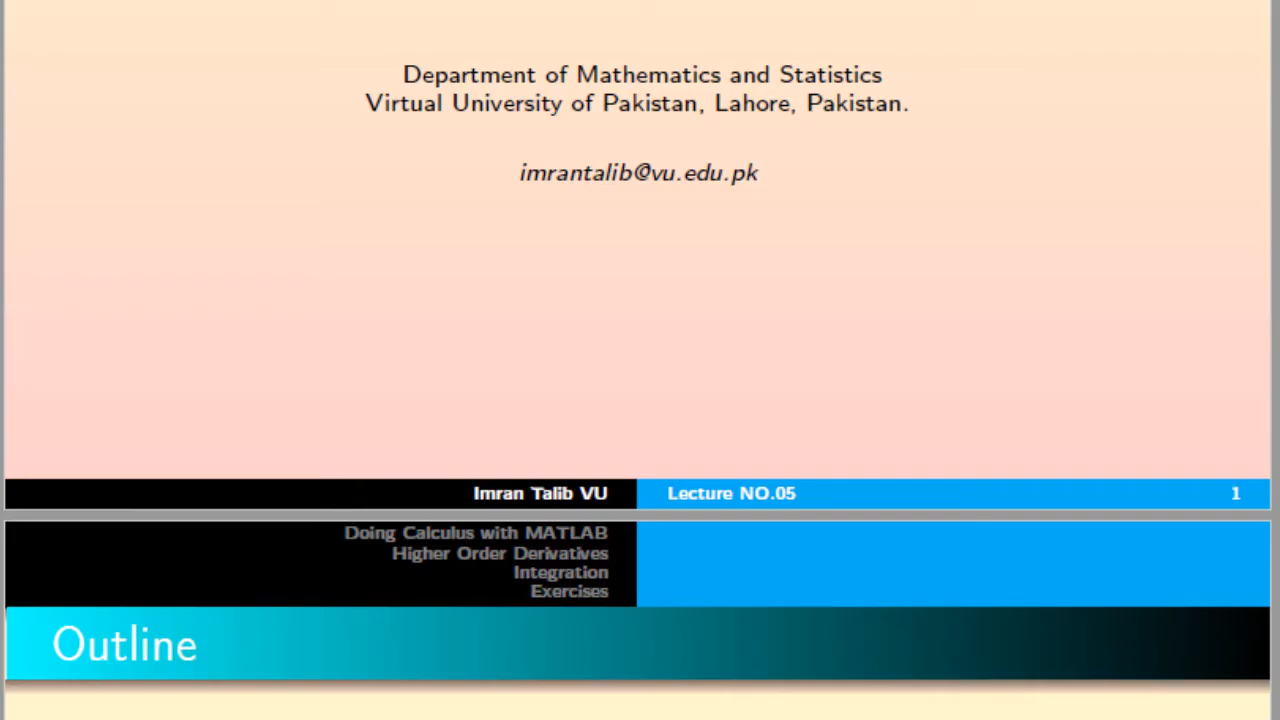 Department of Mathematics and Statistics
Virtual University of Pakistan, Lahore, Pakistan.
imrantalib@vu.edu.pk
Imran Talib VU
Lecture NO.05
1
Doing Calculus with MATLAB
Higher Order Derivatives
Integration
Exercises
Outline